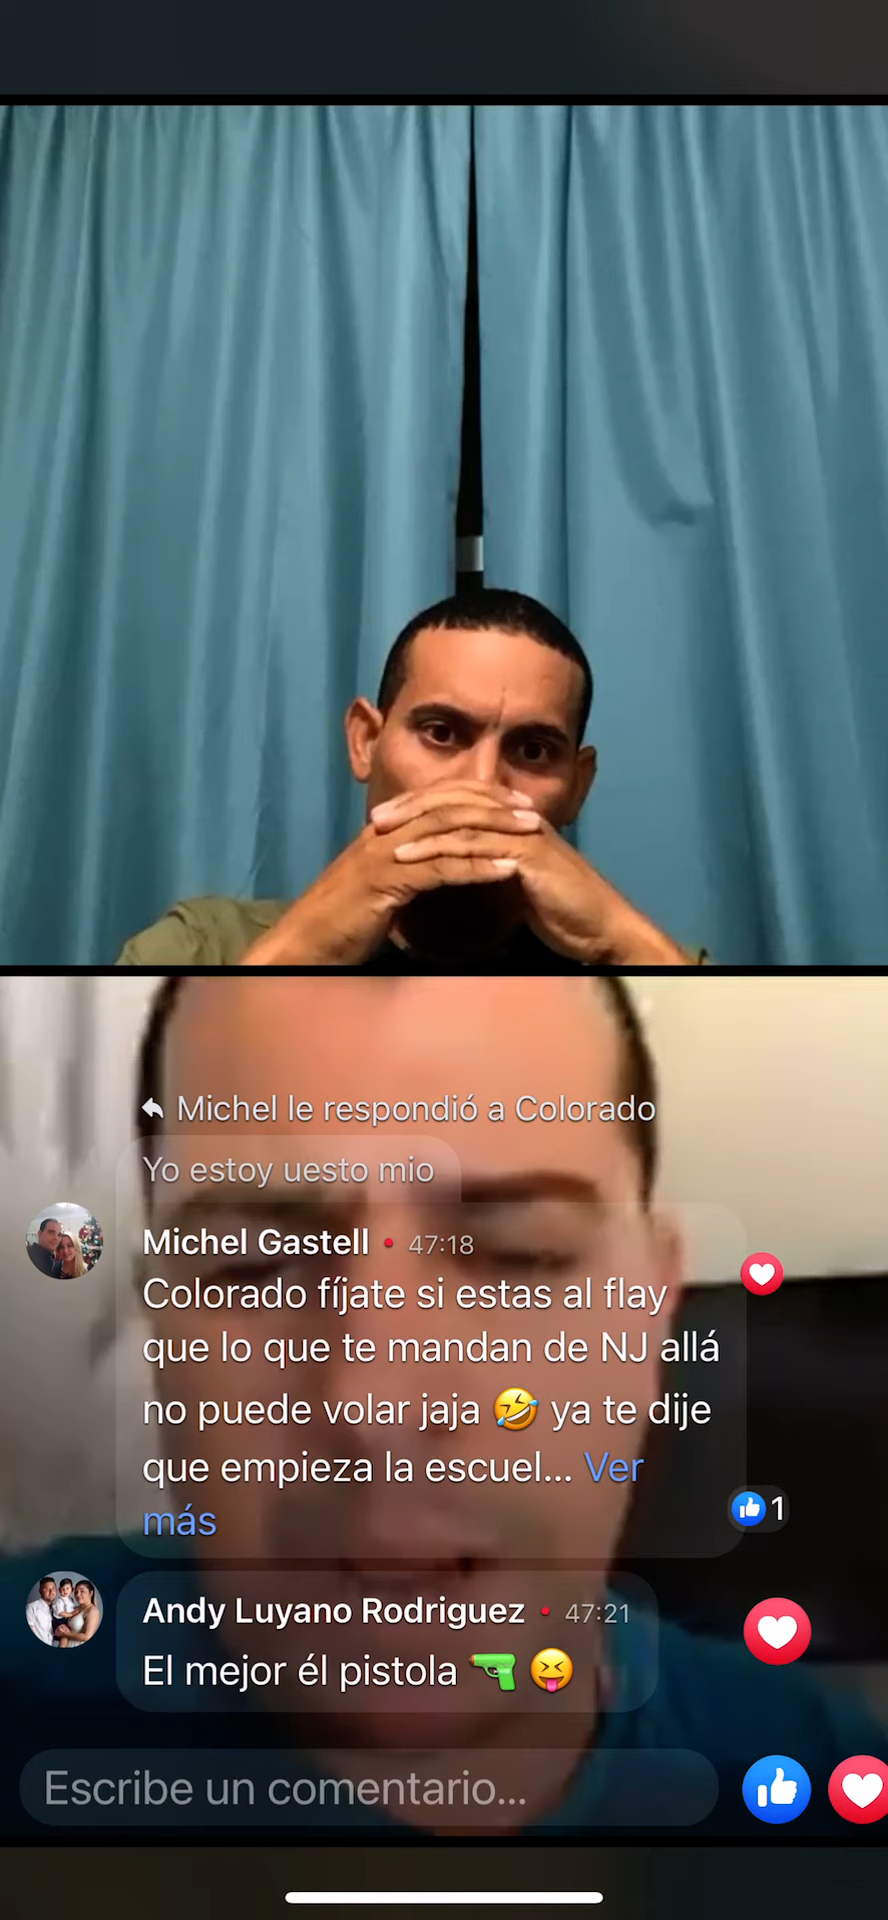 Michel le respondió a Colorado
Yo estoy uesto mio
Michel Gastell • 47:18
Colorado fíjate si estas al flay
que lo que te mandan de NJ allá
no puede volar jaja 🤣 ya te dije
que empieza la escuel... Ver
más
1
Andy Luyano Rodriguez • 47:21
El mejor él pistola 🔫 😝
Escribe un comentario...